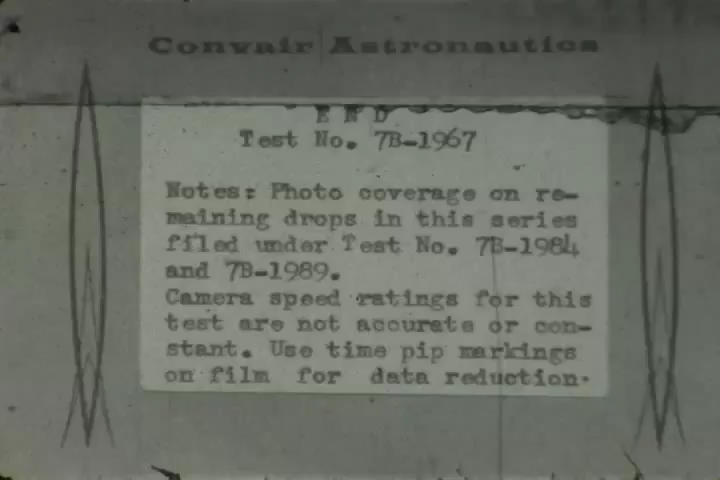 Convair Astronautics
END
Test No. 7B-1967
Notes: Photo coverage on re-
maining drops in this series
filed under Test No. 7B-1984
and 7B-1989.
Camera speed ratings for this
test are not accurate or con-
stant. Use time pip markings
on film for data reduction.